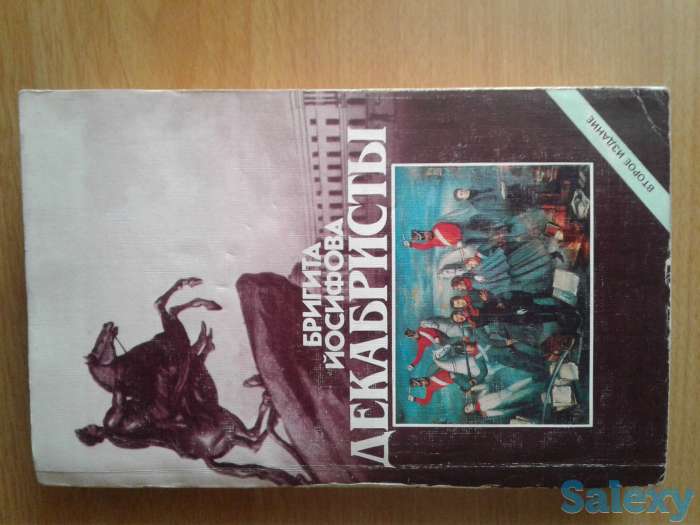 БРИГИТА
ЙОСИФОВА
ДЕКАБРИСТЫ
ВТОРОЕ ИЗДАНИЕ
Salexy